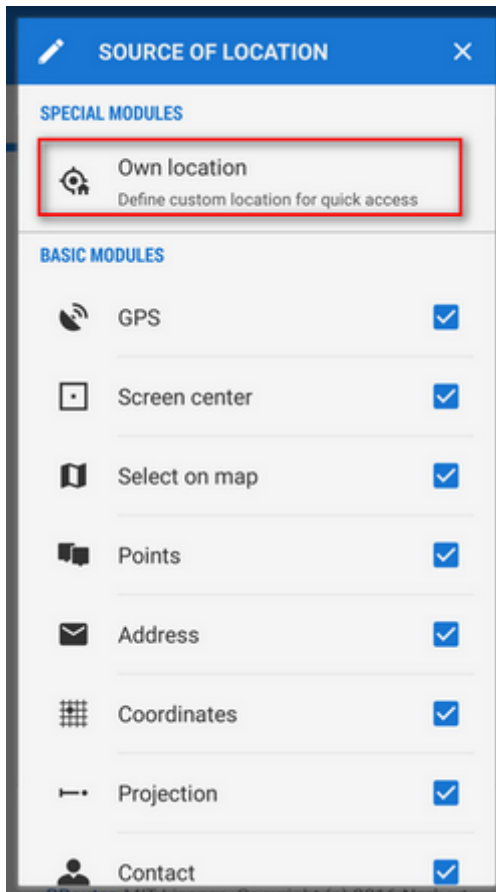 SOURCE OF LOCATION
SPECIAL MODULES
Own location
Define custom location for quick access
BASIC MODULES
GPS
Screen center
Select on map
Points
Address
Coordinates
Projection
Contact